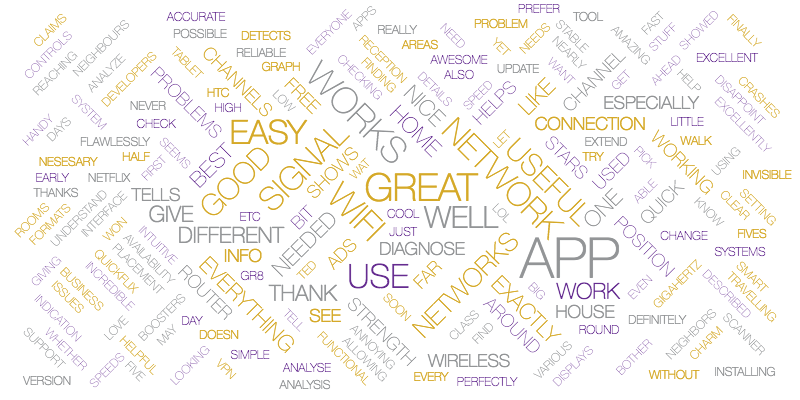 CLAIMS
CONTROLS
REACHING
NEIGHBOURS
ANALYZE
DEVELOPERS
ACCURATE
POSSIBLE
TABLET
CHANNELS
DETECTS
RELIABLE
GRAPH
EVERYONE
APPS
REALLY
AREAS
RECEPTION
FINDING
CHECKING
AWESOME
ALSO
NEED
PROBLEM
PREFER
YET
NEEDS
TOOL
STABLE
NEARLY
WANT
AMAZING
FAST
STUFF
SHOWED
FINALLY
EXCELLENT
AHEAD
HELP
GET
UPDATE
SPEED
DETAILS
HELPS
LIKE
CHANNEL
ESPECIALLY
DISAPPOINT
CRASHES
EXCELLENTLY
LITTLE
WALK
CONNECTION
EXTEND
TRY
PICK
WORKING
USING
INVISIBLE
HANDY
DAYS
SYSTEM
NEVER
CHECK
HTC
HIGH
PROBLEMS
LOW
FREE
WORKS
NICE
HOME
NETWORK
LET
USEFUL
STARS
USED
FLAWLESSLY
HALF
FIRST
SEEMS
BEST
EASY
GOOD
SIGNAL
SHOWS
WAT
GREAT
WIFI
NESESARY
EARLY
THANKS
NETFLIX
ROOMS
FORMATS
UNDERSTAND
INTERFACE
WON
TELLS
GIVE
DIFFERENT
ETC
BIT
INFO
GR8
NEEDED
COOL
JUST
WELL
LOL
DIAGNOSE
ONE
ABLE
QUICK
KNOW
CLEAR
SETTING
FIVES
CHANGE
SYSTEMS
POSITION
APP
INTUITIVE
AVAILABILITY
PLACEMENT
QUICKFLIX
INCREDIBLE
GIVING
BUSINESS
ISSUES
INDICATION
WHETHER
SUPPORT
VERSION
SPEEDS
FIVE
LOVE
HELPFUL
BOOSTERS
MAY
DAY
ROUTER
EVERYTHING
TED
ADS
USE
FAIR
SOON
NETWORKS
EXACTLY
BIG
WORK
HOUSE
ROUND
EVEN
GIGAHERTZ
DESCRIBED
SMART
TRAVELLING
SCANNER
NEIGHBORS
CHARM
DEFINITELY
BOTHER
WITHOUT
INSTALLING
THANK
SEE
TELL
STRENGTH
ANNOYING
ALLOWING
FUNCTIONAL
DOESN
LOOKING
VPN
SIMPLE
ANALYSE
ANALYSIS
CLASS
FIND
AROUND
WIRELESS
EVERY
PERFECTLY
VARIOUS
DISPLAYS